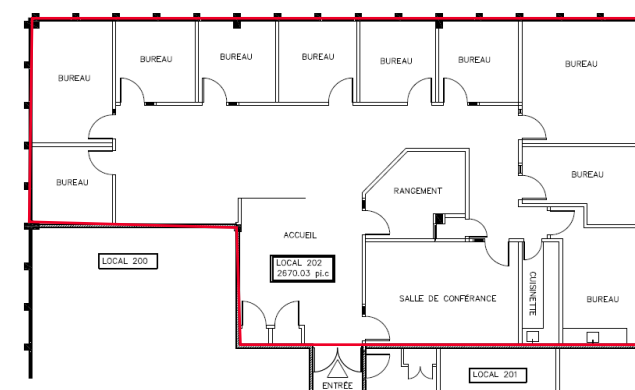 BUREAU
BUREAU
BUREAU
BUREAU
BUREAU
BUREAU
BUREAU
BUREAU
BUREAU
RANGEMENT
ACCUEIL
LOCAL 200
LOCAL 202
2670.03 pi.c
SALLE DE CONFÉRANCE
CUISINETTE
BUREAU
LOCAL 201
ENTRÉE